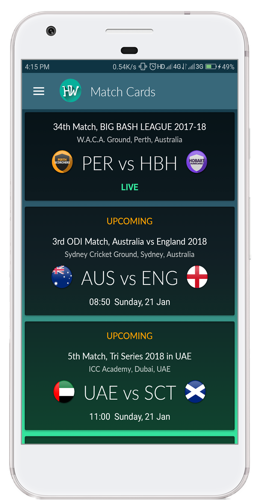 4:15 PM 0.54K/s HD 4G 3G 49%
HW Match Cards
34th Match, BIG BASH LEAGUE 2017-18
W.A.C.A. Ground, Perth, Australia
PER vs HBH
LIVE
UPCOMING
3rd ODI Match, Australia vs England 2018
Sydney Cricket Ground, Sydney, Australia
AUS vs ENG
08:50 Sunday, 21 Jan
UPCOMING
5th Match, Tri Series 2018 in UAE
ICC Academy, Dubai, UAE
UAE vs SCT
11:00 Sunday, 21 Jan